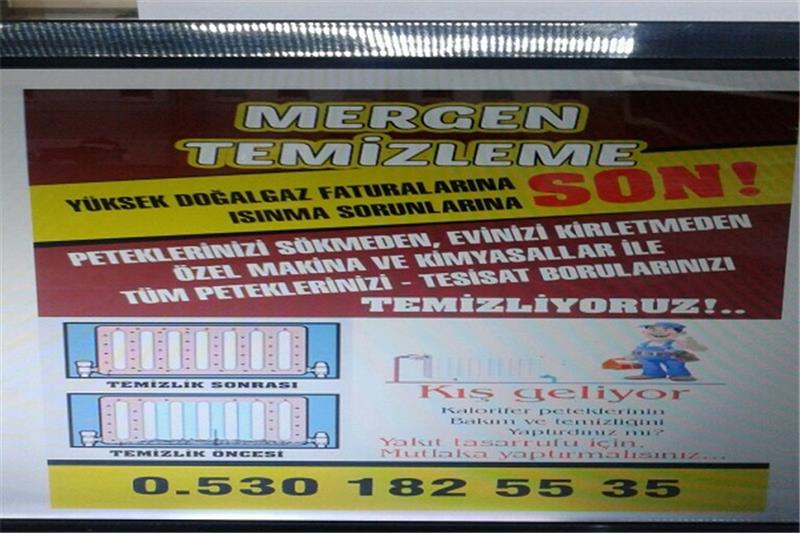 MERGEN
TEMİZLEME
YÜKSEK DOĞALGAZ FATURALARINA
ISINMA SORUNLARINA
SON!
PETEKLERİNİZİ SÖKMEDEN, EVİNİZİ KİRLETMEDEN
ÖZEL MAKİNA VE KİMYASALLAR İLE
TÜM PETEKLERİNİZİ - TESİSAT BORULARINIZI
TEMİZLİYORUZ!..
TEMİZLİK SONRASI
TEMİZLİK ÖNCESİ
Kış geliyor
Kalorifer peteklerinin
Bakım ve temizliğini
Yaptırdınız mı?
Yakıt tasarrufu için,
Mutlaka yaptırmalısınız...
0.530 182 55 35